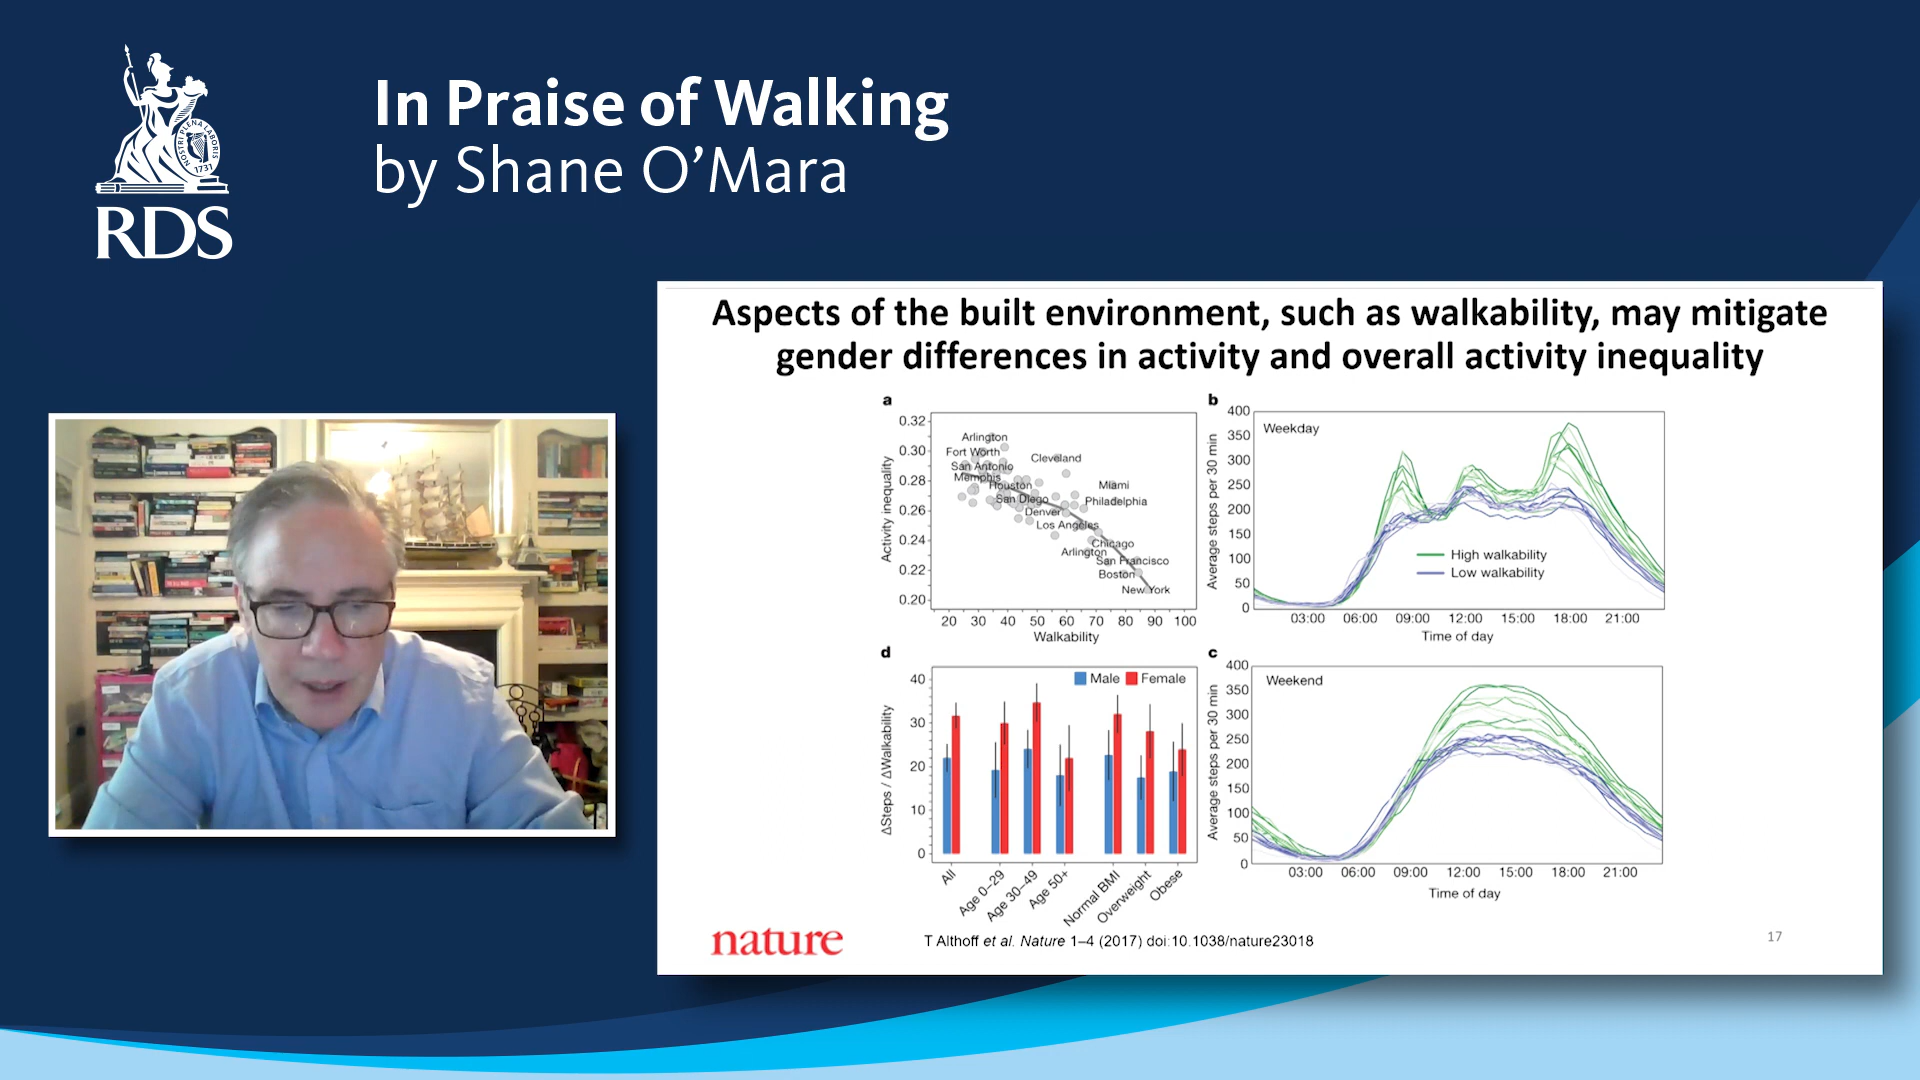 NOSTRI PLENA LABORIS
1731
RDS
In Praise of Walking
by Shane O’Mara
Aspects of the built environment, such as walkability, may mitigate
gender differences in activity and overall activity inequality
a
Activity inequality
0.32
0.30
0.28
0.26
0.24
0.22
0.20
Arlington
Fort Worth
Cleveland
San Antonio
Memphis
Houston
Miami
San Diego
Philadelphia
Denver
Los Angeles
Chicago
Arlington
San Francisco
Boston
New York
20 30 40 50 60 70 80 90 100
Walkability
b
Average steps per 30 min
400
350
300
250
200
150
100
50
0
Weekday
High walkability
Low walkability
03:00 06:00 09:00 12:00 15:00 18:00 21:00
Time of day
d
ΔSteps / ΔWalkability
40
30
20
10
0
Male Female
All
Age 0–29
Age 30–49
Age 50+
Normal BMI
Overweight
Obese
c
Average steps per 30 min
400
350
300
250
200
150
100
50
0
Weekend
03:00 06:00 09:00 12:00 15:00 18:00 21:00
Time of day
nature
T Althoff et al. Nature 1–4 (2017) doi:10.1038/nature23018
17